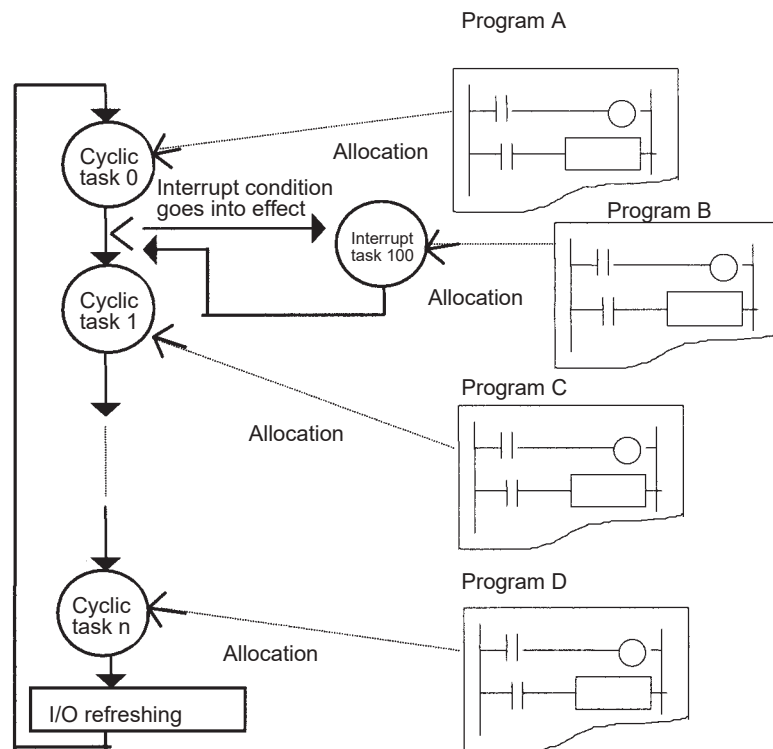 Program A
Cyclic
task 0
Allocation
Interrupt condition
goes into effect
Program B
Interrupt
task 100
Allocation
Cyclic
task 1
Program C
Allocation
Program D
Cyclic
task n
Allocation
I/O refreshing